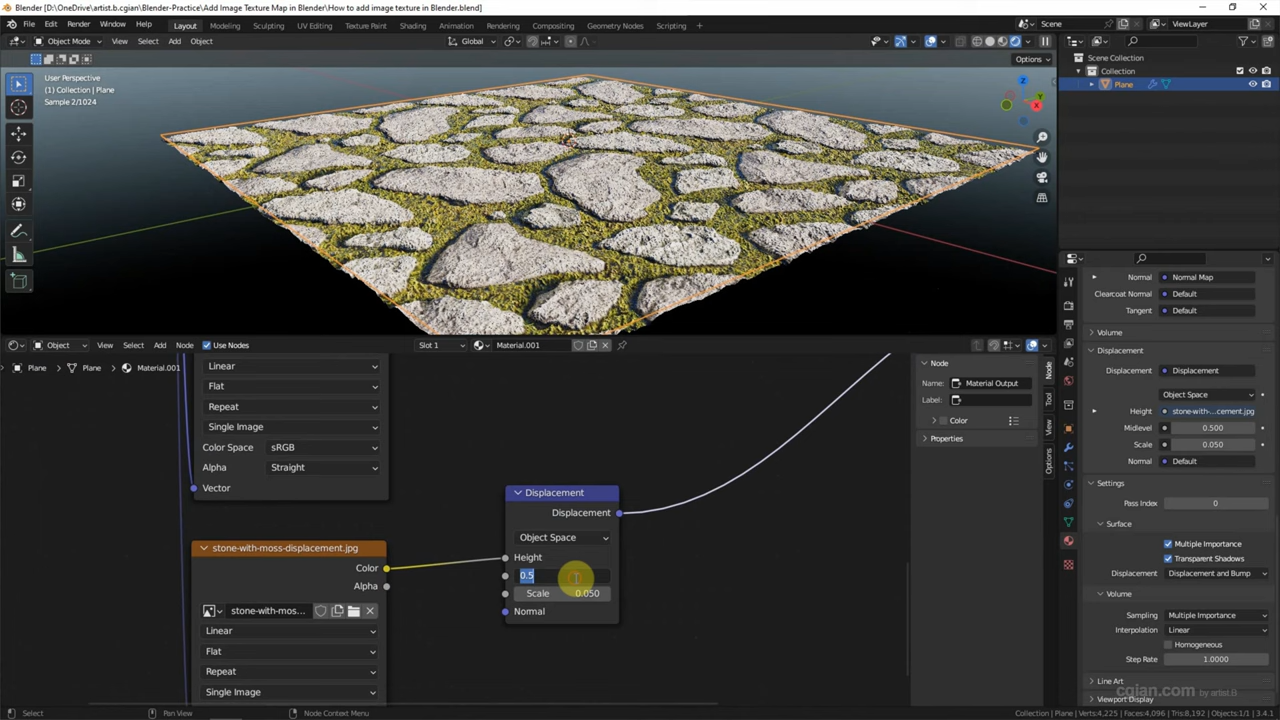 Blender [D:\OneDrive\artist.b.cgian\Blender-Practice\Add Image Texture Map in Blender\How to add image texture in Blender.blend]
File Edit Render Window Help Layout Modeling Sculpting UV Editing Texture Paint Shading Animation Rendering Compositing Geometry Nodes Scripting Scene ViewLayer
Object Mode View Select Add Object Global
Options
User Perspective
(1) Collection | Plane
Sample 2/1024
Scene Collection
Collection
Plane
Normal Normal Map
Clearcoat Normal Default
Tangent Default
Volume
Displacement
Displacement Displacement
Object Space
Height stone-with-...cement.jpg
Midlevel 0.500
Scale 0.050
Normal Default
Settings
Pass Index 0
Surface
Multiple Importance
Transparent Shadows
Displacement Displacement and Bump
Volume
Sampling Multiple Importance
Interpolation Linear
Homogeneous
Step Rate 1.0000
Line Art
Viewport Display
Object View Select Add Node Use Nodes Slot 1 Material.001
Plane Plane Material.001
Linear
Flat
Repeat
Single Image
Color Space sRGB
Alpha Straight
Vector
stone-with-moss-displacement.jpg
Color
Alpha
stone-with-mos...
Linear
Flat
Repeat
Single Image
Displacement
Displacement
Object Space
Height
0.5
Scale 0.050
Normal
Node
Name: Material Output
Label:
Color
Properties
Node
Tool
View
Options
cgian.com by artist.B
Select Pan View Node Context Menu Collection | Plane | Verts:4,225 | Faces:4,096 | Tris:8,192 | Objects:1/1 | 3.4.1